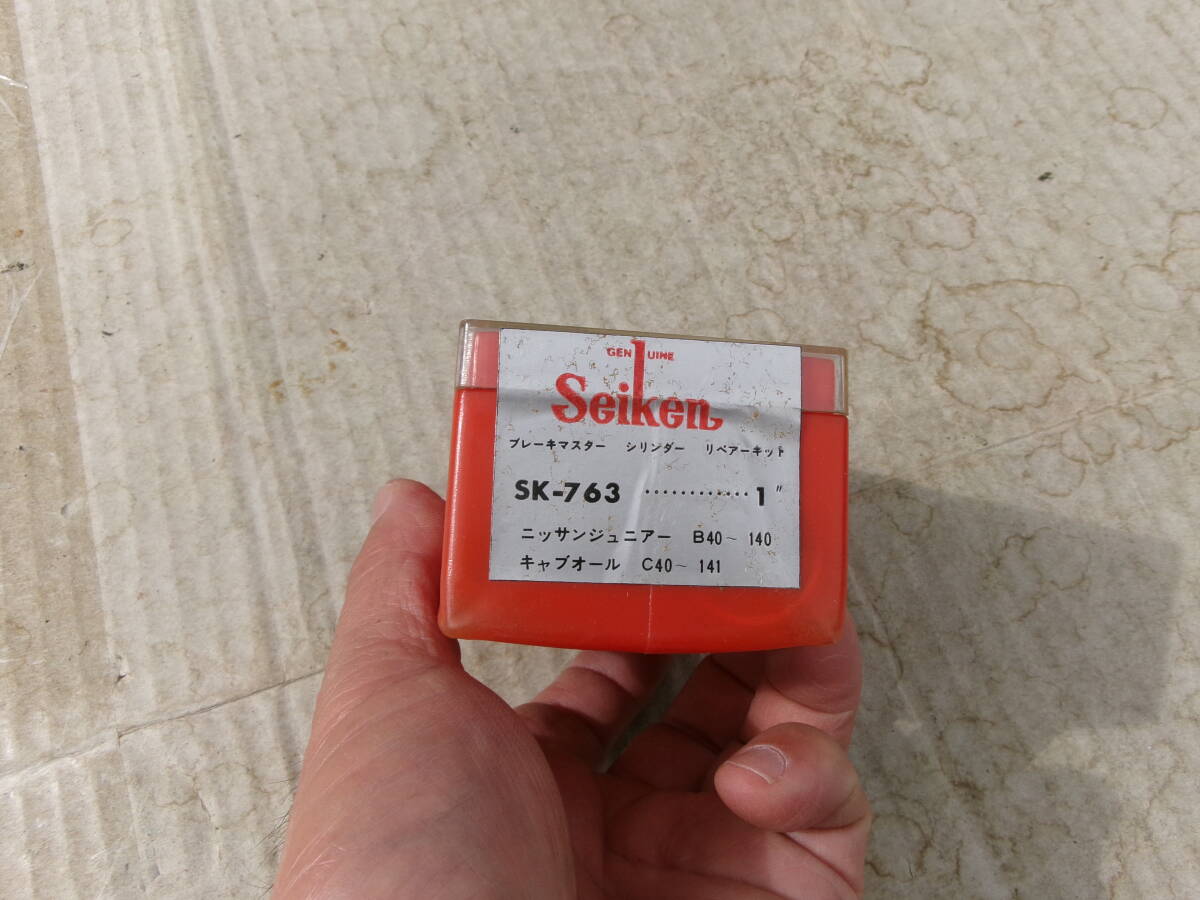 GENUINE
Seiken
ブレーキマスター シリンダー リペアーキット
SK-763 ············ 1″
ニッサンジュニアー B40~ 140
キャブオール C40~ 141